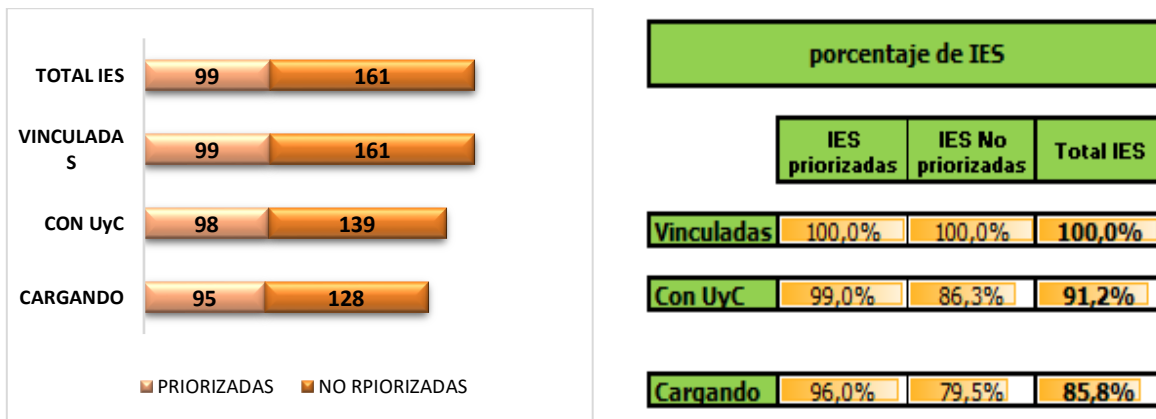 TOTAL IES 99 161
VINCULADA
S 99 161
CON UyC 98 139
CARGANDO 95 128
PRIORIZADAS NO RPIORIZADAS
porcentaje de IES
IES IES No Total IES
priorizadas priorizadas
Vinculadas 100,0% 100,0% 100,0%
Con UyC 99,0% 86,3% 91,2%
Cargando 96,0% 79,5% 85,8%